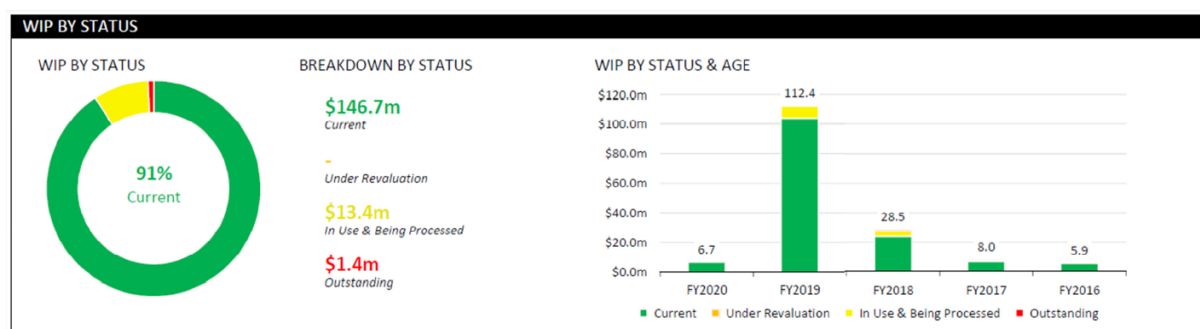 WIP BY STATUS
WIP BY STATUS
91%
Current
BREAKDOWN BY STATUS
$146.7m
Current
-
Under Revaluation
$13.4m
In Use & Being Processed
$1.4m
Outstanding
WIP BY STATUS & AGE
$120.0m
$100.0m
$80.0m
$60.0m
$40.0m
$20.0m
$0.0m
6.7
112.4
28.5
8.0
5.9
FY2020 FY2019 FY2018 FY2017 FY2016
Current Under Revaluation In Use & Being Processed Outstanding